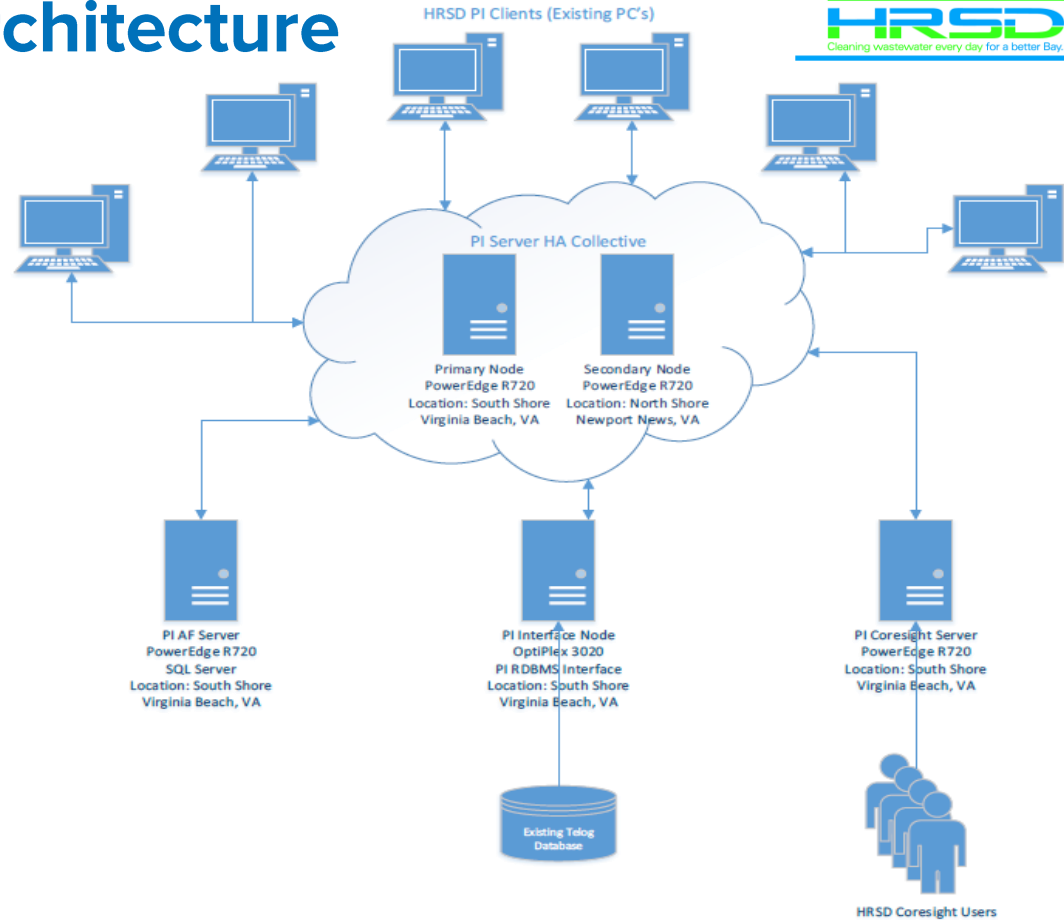 chitecture
HRSD PI Clients (Existing PC's)
HRSD
Cleaning wastewater every day for a better Bay.
PI Server HA Collective
Primary Node
PowerEdge R720
Location: South Shore
Virginia Beach, VA
Secondary Node
PowerEdge R720
Location: North Shore
Newport News, VA
PI AF Server
PowerEdge R720
SQL Server
Location: South Shore
Virginia Beach, VA
PI Interface Node
OptiPlex 3020
PI RDBMS Interface
Location: South Shore
Virginia Beach, VA
PI Coresight Server
PowerEdge R720
Location: South Shore
Virginia Beach, VA
Existing Telog
Database
HRSD Coresight Users